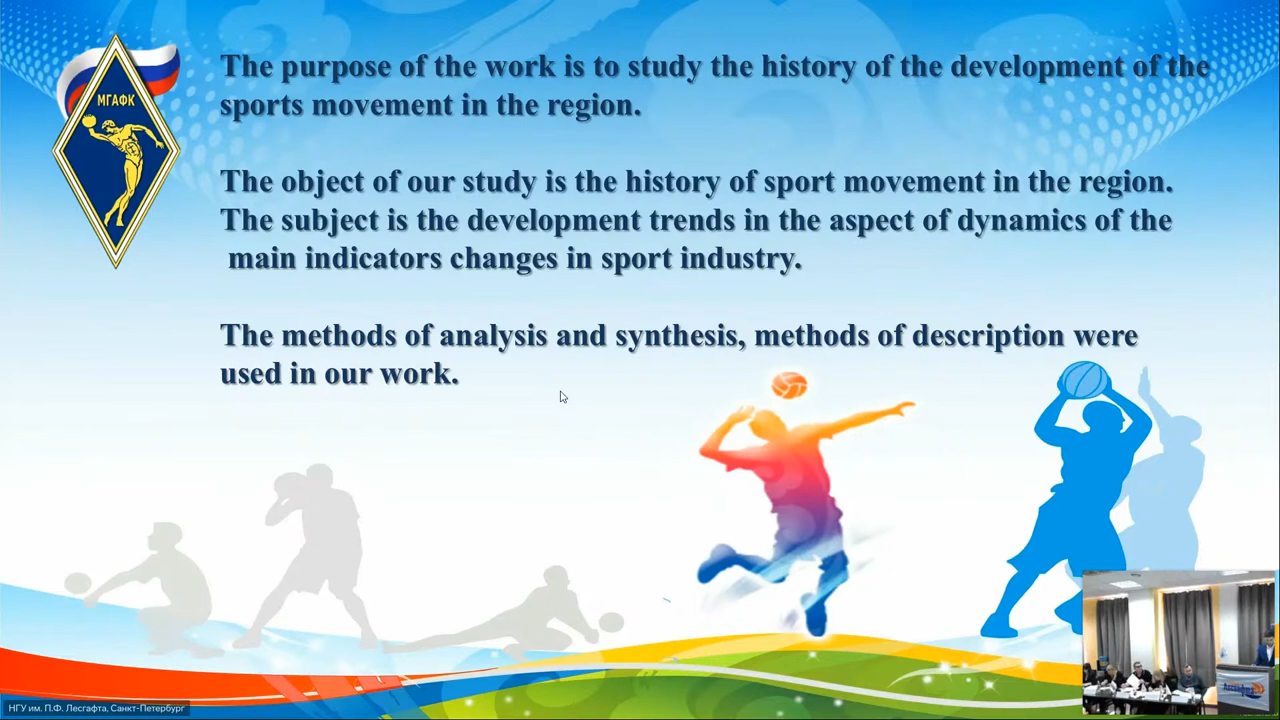 МГАФК
The purpose of the work is to study the history of the development of the
sports movement in the region.
The object of our study is the history of sport movement in the region.
The subject is the development trends in the aspect of dynamics of the
main indicators changes in sport industry.
The methods of analysis and synthesis, methods of description were
used in our work.
НГУ им. П.Ф. Лесгафта, Санкт-Петербург